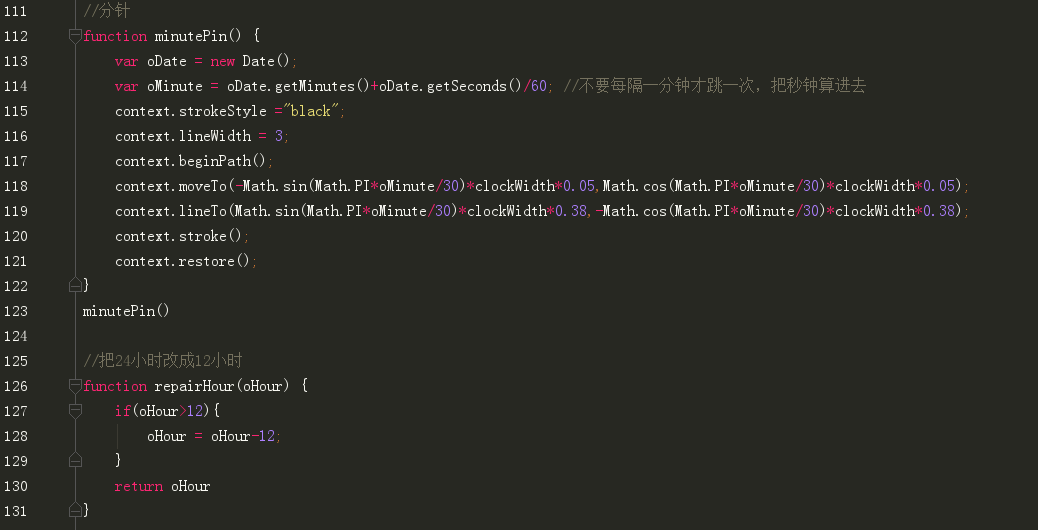 111 //分针
112 function minutePin() {
113 var oDate = new Date();
114 var oMinute = oDate.getMinutes()+oDate.getSeconds()/60; //不要每隔一分钟才跳一次，把秒钟算进去
115 context.strokeStyle ="black";
116 context.lineWidth = 3;
117 context.beginPath();
118 context.moveTo(-Math.sin(Math.PI*oMinute/30)*clockWidth*0.05,Math.cos(Math.PI*oMinute/30)*clockWidth*0.05);
119 context.lineTo(Math.sin(Math.PI*oMinute/30)*clockWidth*0.38,-Math.cos(Math.PI*oMinute/30)*clockWidth*0.38);
120 context.stroke();
121 context.restore();
122 }
123 minutePin()
124
125 //把24小时改成12小时
126 function repairHour(oHour) {
127 if(oHour>12){
128 oHour = oHour-12;
129 }
130 return oHour
131 }